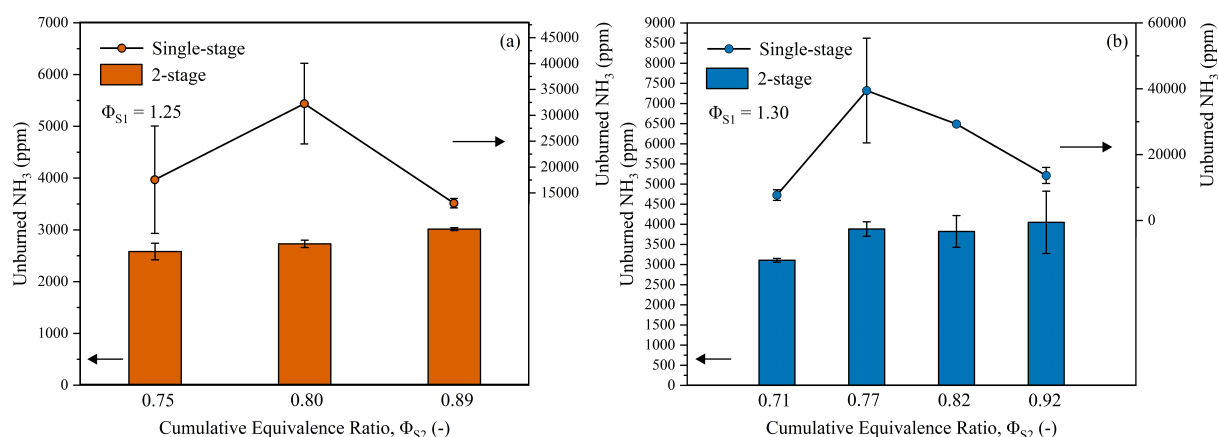 (a)
Single-stage
2-stage
Φ_S1 = 1.25
Unburned NH₃ (ppm)
7000
6000
5000
4000
3000
2000
1000
0
45000
40000
35000
30000
25000
20000
15000
Unburned NH₃ (ppm)
0.75 0.80 0.89
Cumulative Equivalence Ratio, Φ_S2 (-)
(b)
Single-stage
2-stage
Φ_S1 = 1.30
Unburned NH₃ (ppm)
9000
8500
8000
7500
7000
6500
6000
5500
5000
4500
4000
3500
3000
2500
2000
1500
1000
500
0
60000
40000
20000
0
Unburned NH₃ (ppm)
0.71 0.77 0.82 0.92
Cumulative Equivalence Ratio, Φ_S2 (-)